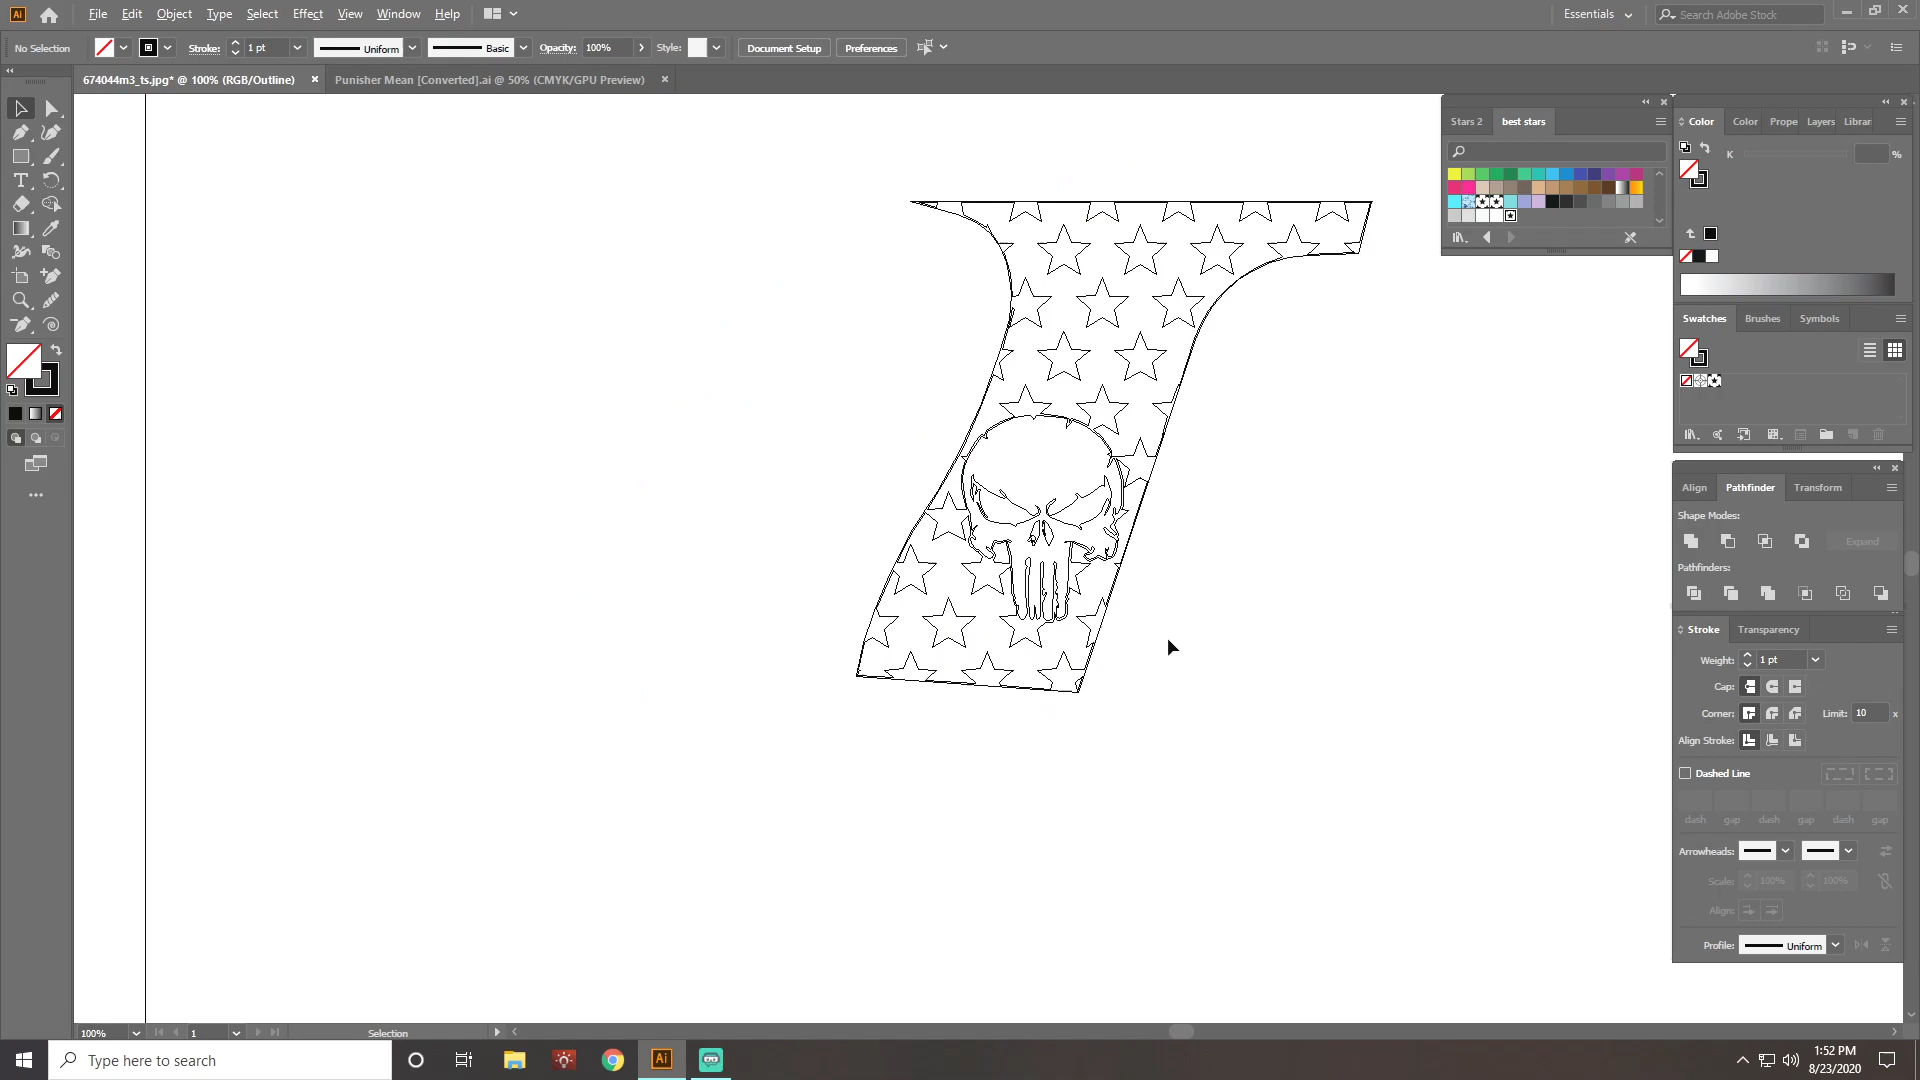 Ai
File Edit Object Type Select Effect View Window Help
Essentials
Search Adobe Stock
No Selection
Stroke: 1 pt
Uniform
Basic
Opacity: 100%
Style:
Document Setup
Preferences
674044m3_ts.jpg* @ 100% (RGB/Outline) ×
Punisher Mean [Converted].ai @ 50% (CMYK/GPU Preview) ×
Stars 2 best stars
Color Color Prope Layers Librar
K %
Swatches Brushes Symbols
Align Pathfinder Transform
Shape Modes:
Expand
Pathfinders:
Stroke Transparency
Weight: 1 pt
Cap:
Corner: Limit: 10 x
Align Stroke:
Dashed Line
dash gap dash gap dash gap
Arrowheads:
Scale: 100% 100%
Align:
Profile: Uniform
100% 1 Selection
Type here to search
Ai
1:52 PM
8/23/2020